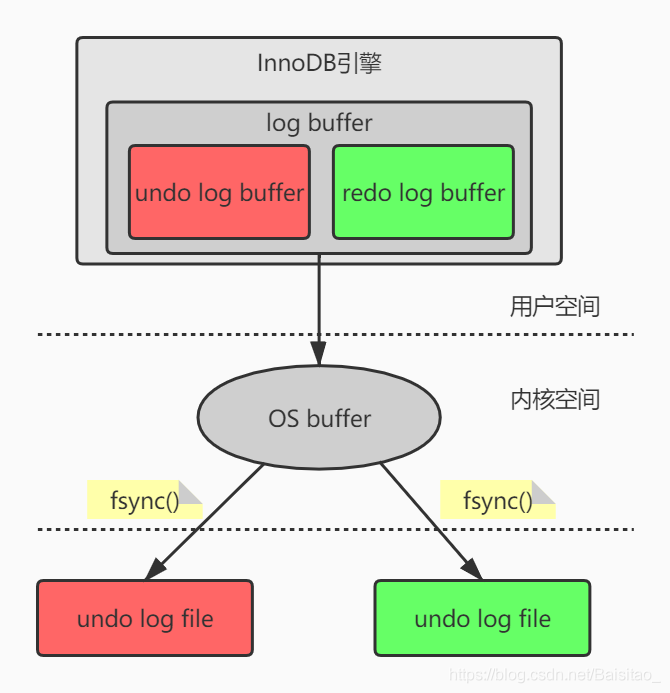 InnoDB引擎
log buffer
undo log buffer
redo log buffer
用户空间
内核空间
OS buffer
fsync()
fsync()
undo log file
undo log file
https://blog.csdn.net/Baisitao_